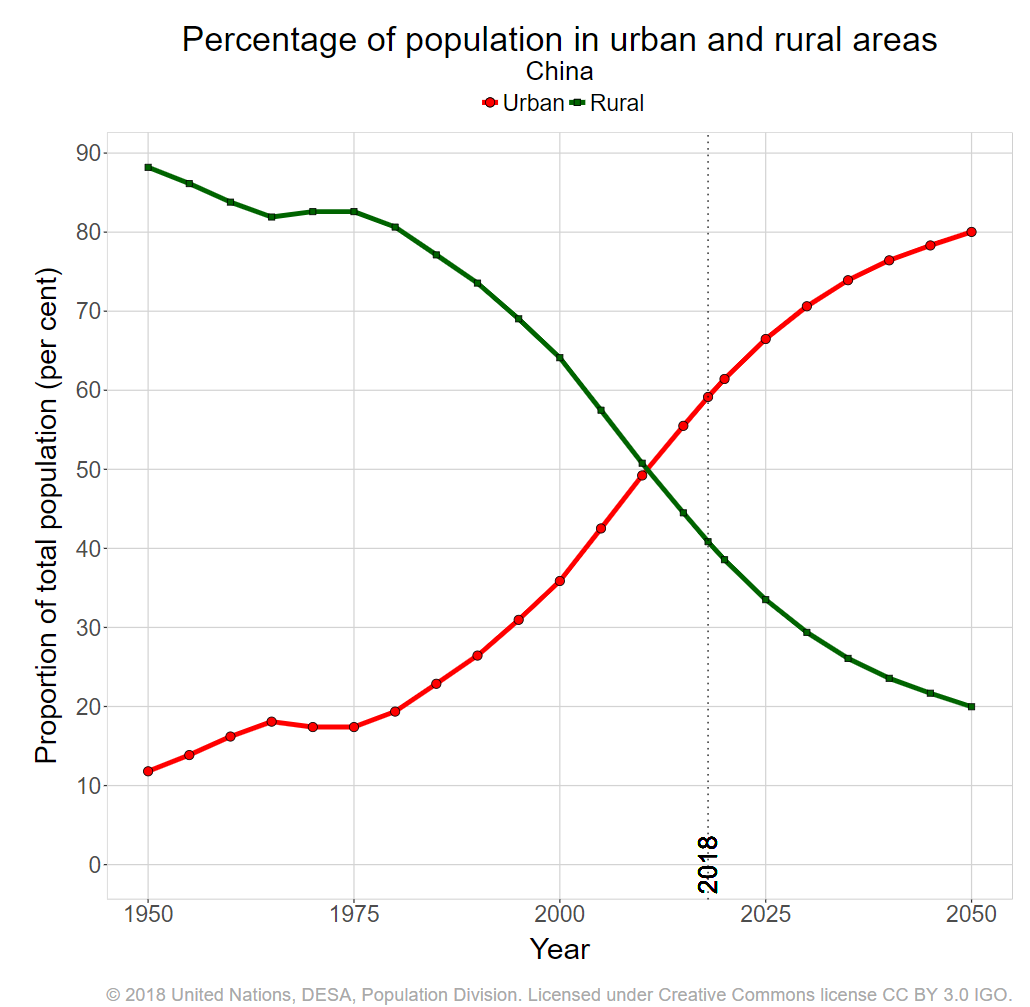 Percentage of population in urban and rural areas
China
Urban Rural
90
80
70
60
50
40
30
20
10
0
Proportion of total population (per cent)
2018
1950 1975 2000 2025 2050
Year
© 2018 United Nations, DESA, Population Division. Licensed under Creative Commons license CC BY 3.0 IGO.